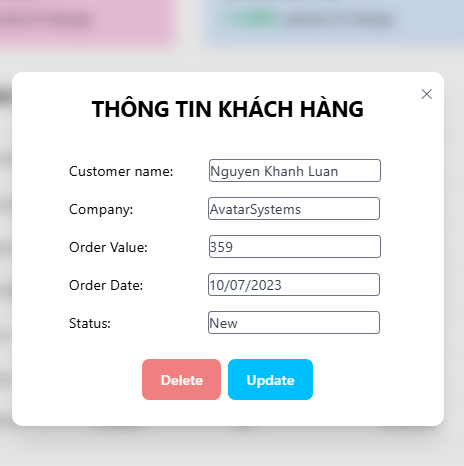 THÔNG TIN KHÁCH HÀNG
Customer name: Nguyen Khanh Luan
Company: AvatarSystems
Order Value: 359
Order Date: 10/07/2023
Status: New
Delete Update